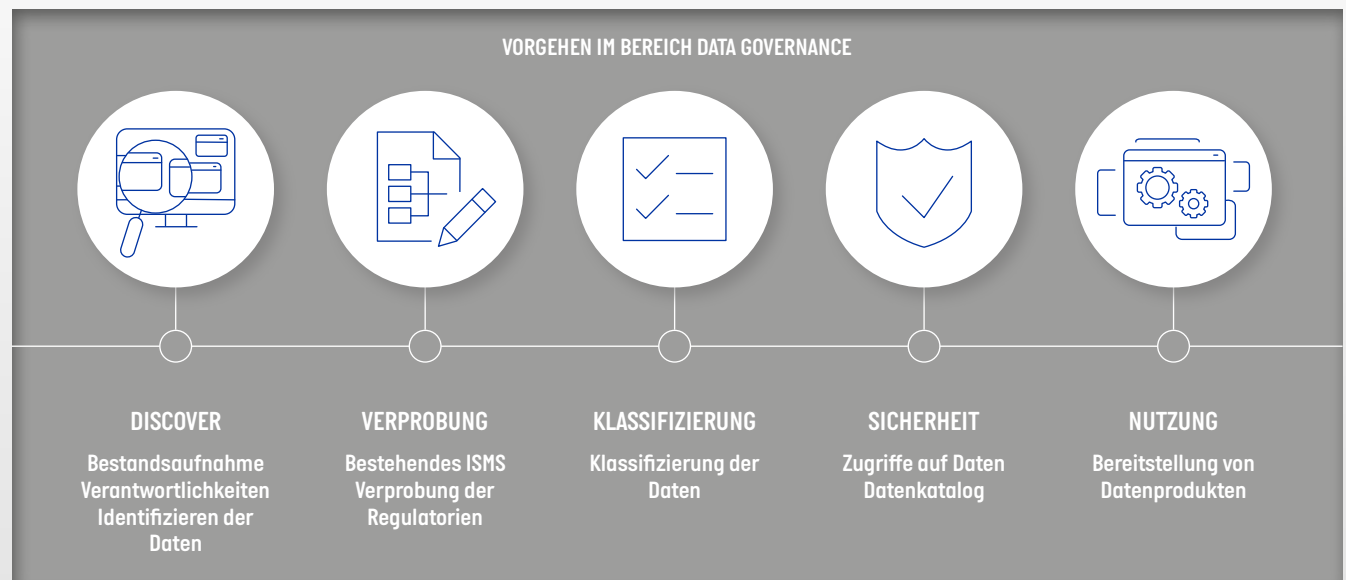 VORGEHEN IM BEREICH DATA GOVERNANCE
DISCOVER
Bestandsaufnahme
Verantwortlichkeiten
Identifizieren der
Daten
VERPROBUNG
Bestehendes ISMS
Verprobung der
Regulatorien
KLASSIFIZIERUNG
Klassifizierung der
Daten
SICHERHEIT
Zugriffe auf Daten
Datenkatalog
NUTZUNG
Bereitstellung von
Datenprodukten